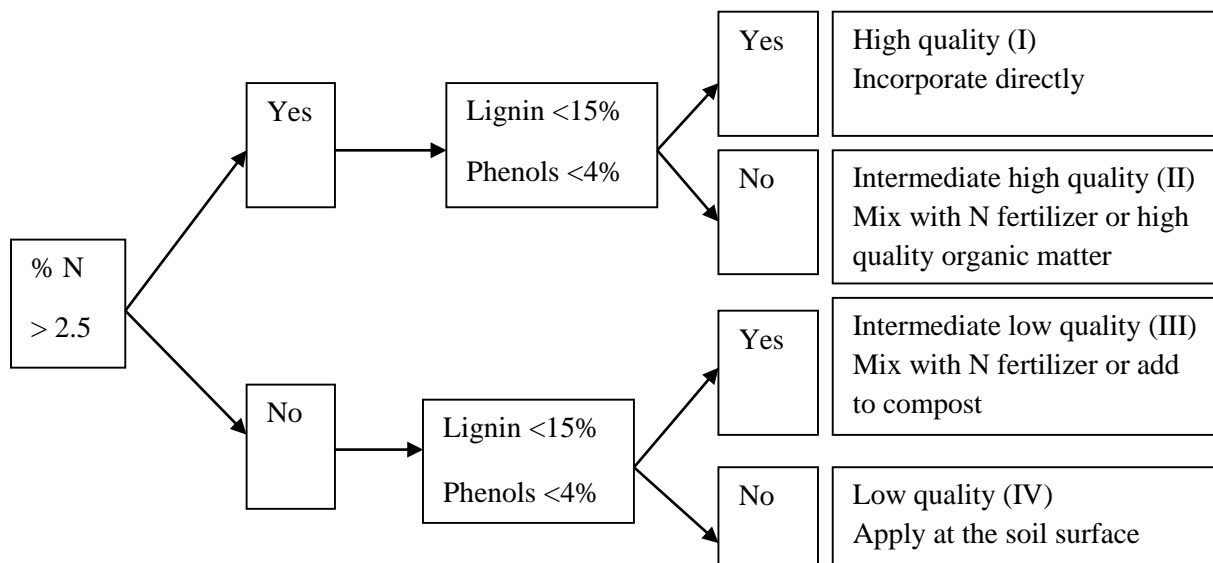 % N
> 2.5
Yes
Lignin <15%
Phenols <4%
Yes
High quality (I)
Incorporate directly
No
Intermediate high quality (II)
Mix with N fertilizer or high
quality organic matter
No
Lignin <15%
Phenols <4%
Yes
Intermediate low quality (III)
Mix with N fertilizer or add
to compost
No
Low quality (IV)
Apply at the soil surface